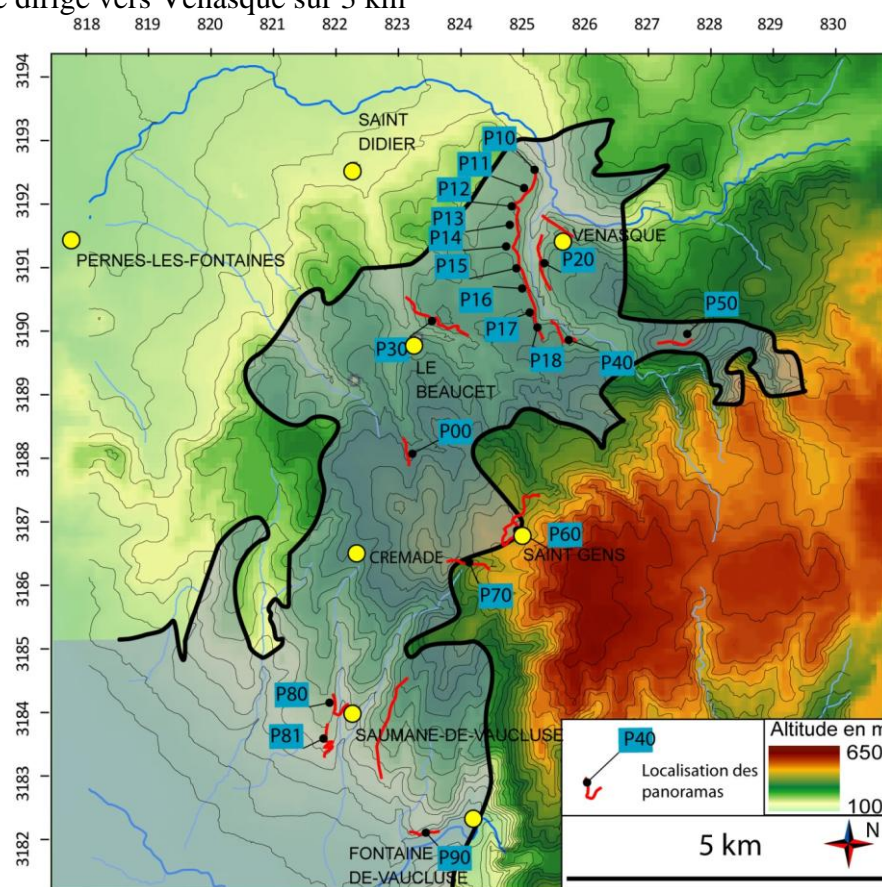 e dirige vers Venasque sur 5 km
818 819 820 821 822 823 824 825 826 827 828 829 830
3194
3193
3192
3191
3190
3189
3188
3187
3186
3185
3184
3183
3182
SAINT
DIDIER
PERNES-LES-FONTAINES
P10
P11
P12
P13
P14
P15
P16
P17
P18
VENASQUE
P20
P50
P30
P40
LE
BEAUCET
P00
P60
SAINT GENS
CREMADE
P70
P80
P81
SAUMANE-DE-VAUCLUSE
P90
FONTAINE
DE-VAUCLUSE
P40
Localisation des
panoramas
Altitude en m
650
100
5 km
N